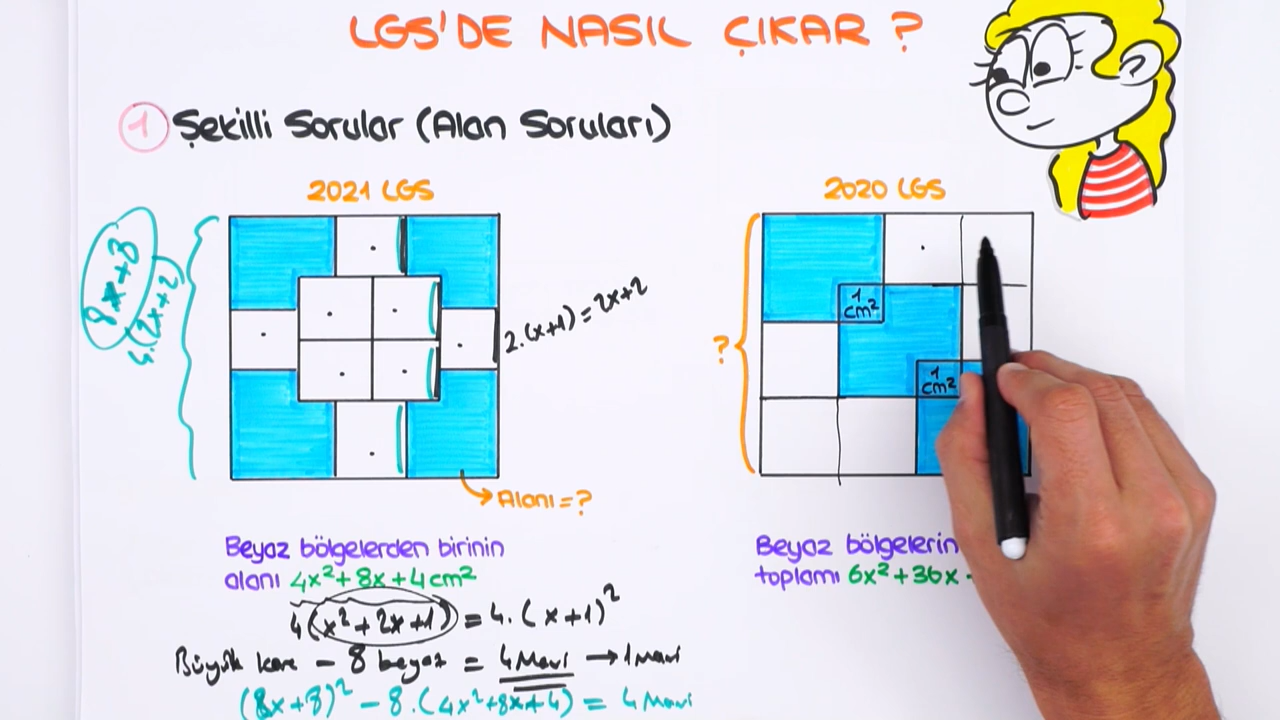 LGS'DE NASIL ÇIKAR ?
1 Şekilli Sorular (Alan Soruları)
2021 LGS
8x+8
4.(2x+2)
2.(x+1)=2x+2
Alanı=?
Beyaz bölgelerden birinin
alanı 4x²+8x+4cm²
4(x²+2x+1)=4.(x+1)²
Büyük kare - 8 beyaz = 4 Mavi → 1 Mavi
(8x+8)² - 8.(4x²+8x+4) = 4 Mavi
2020 LGS
?
1 cm²
1 cm²
Beyaz bölgelerin
toplamı 6x²+36x